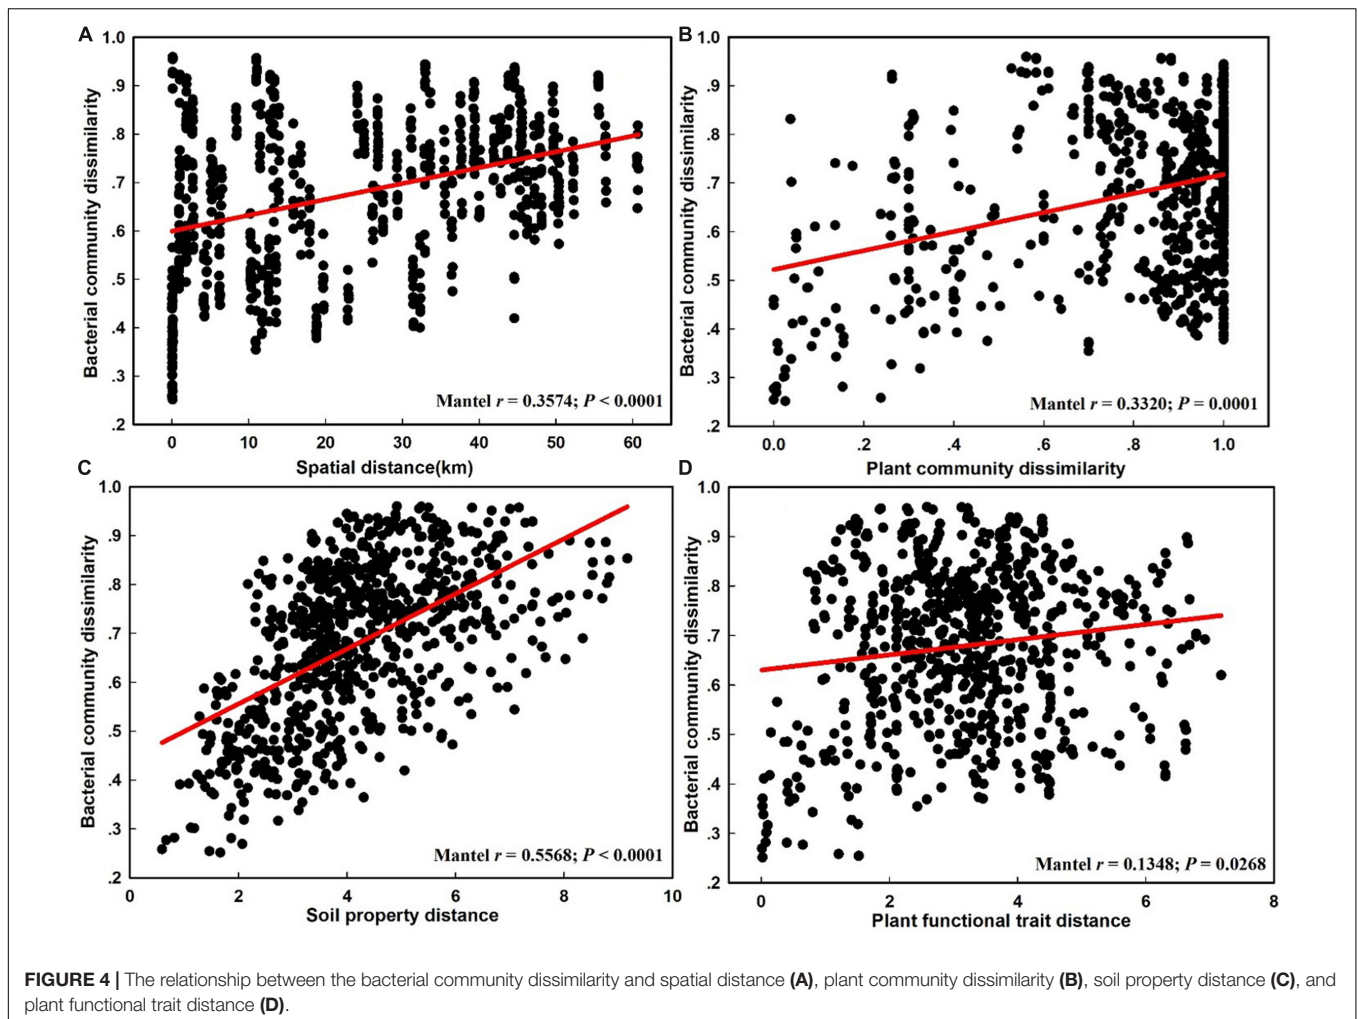 A
1.0
.9
.8
.7
.6
.5
.4
.3
.2
Bacterial community dissimilarity
Mantel r = 0.3574; P < 0.0001
0 10 20 30 40 50 60
Spatial distance(km)
B
1.0
.9
.8
.7
.6
.5
.4
.3
.2
Bacterial community dissimilarity
Mantel r = 0.3320; P = 0.0001
0.0 .2 .4 .6 .8 1.0
Plant community dissimilarity
C
1.0
.9
.8
.7
.6
.5
.4
.3
.2
Bacterial community dissimilarity
Mantel r = 0.5568; P < 0.0001
0 2 4 6 8 10
Soil property distance
D
1.0
.9
.8
.7
.6
.5
.4
.3
.2
Bacterial community dissimilarity
Mantel r = 0.1348; P = 0.0268
0 2 4 6 8
Plant functional trait distance
FIGURE 4 | The relationship between the bacterial community dissimilarity and spatial distance (A), plant community dissimilarity (B), soil property distance (C), and
plant functional trait distance (D).